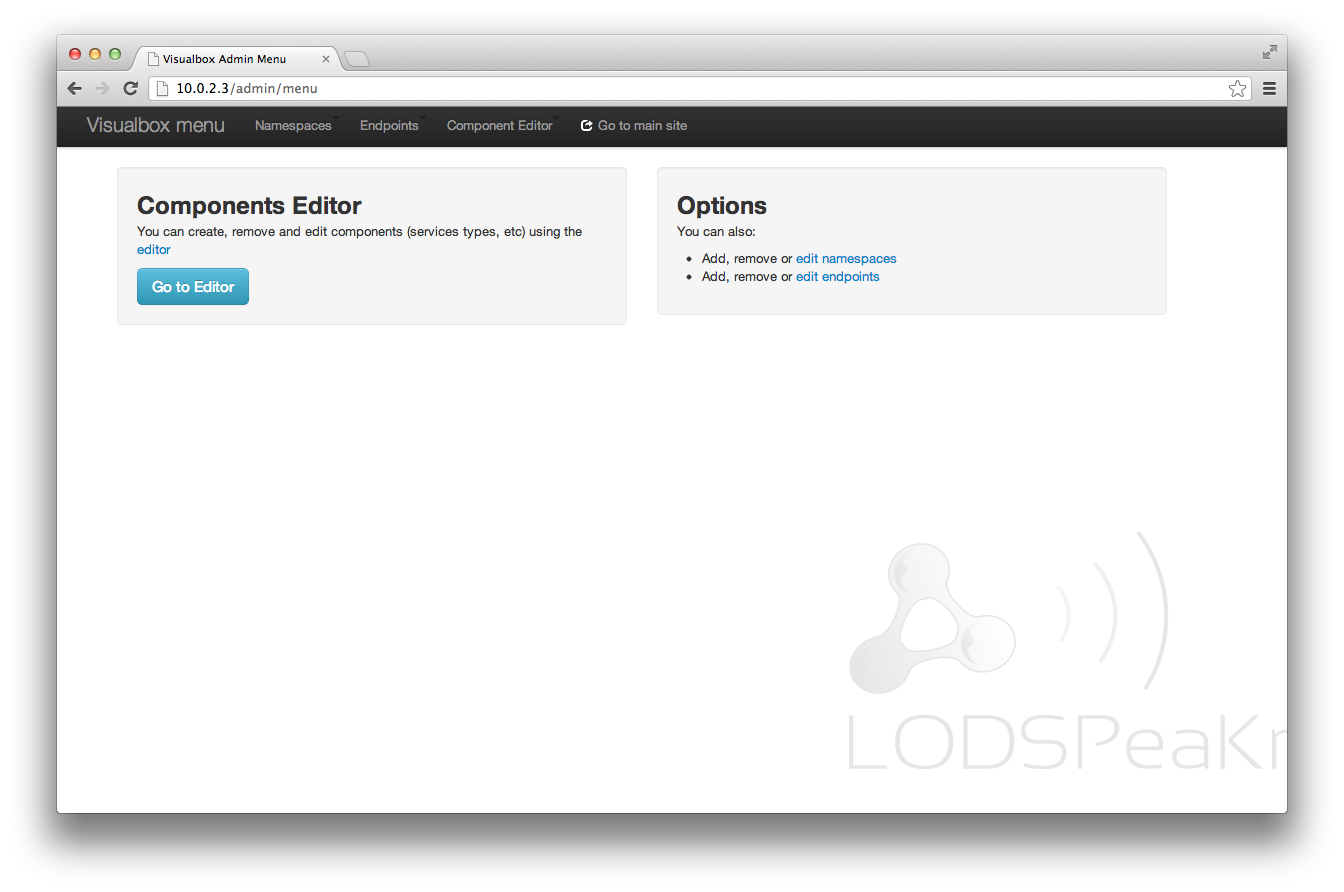 Visualbox Admin Menu
10.0.2.3/admin/menu
Visualbox menu Namespaces Endpoints Component Editor Go to main site
Components Editor
You can create, remove and edit components (services types, etc) using the
editor
Go to Editor
Options
You can also:
• Add, remove or edit namespaces
• Add, remove or edit endpoints
LODSPeaKr